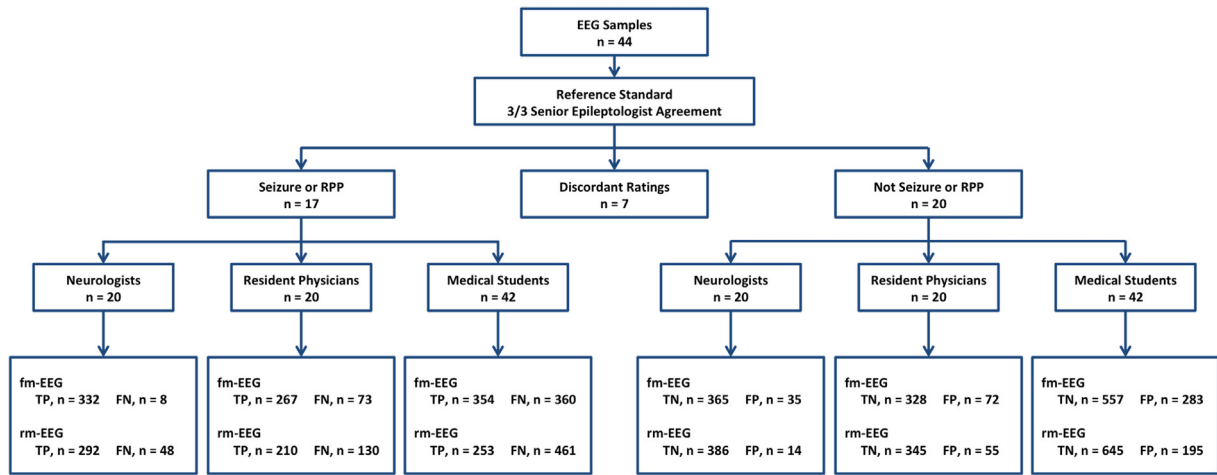 EEG Samples
n = 44
Reference Standard
3/3 Senior Epileptologist Agreement
Seizure or RPP
n = 17
Discordant Ratings
n = 7
Not Seizure or RPP
n = 20
Neurologists
n = 20
Resident Physicians
n = 20
Medical Students
n = 42
Neurologists
n = 20
Resident Physicians
n = 20
Medical Students
n = 42
fm-EEG
TP, n = 332 FN, n = 8
rm-EEG
TP, n = 292 FN, n = 48
fm-EEG
TP, n = 267 FN, n = 73
rm-EEG
TP, n = 210 FN, n = 130
fm-EEG
TP, n = 354 FN, n = 360
rm-EEG
TP, n = 253 FN, n = 461
fm-EEG
TN, n = 365 FP, n = 35
rm-EEG
TN, n = 386 FP, n = 14
fm-EEG
TN, n = 328 FP, n = 72
rm-EEG
TN, n = 345 FP, n = 55
fm-EEG
TN, n = 557 FP, n = 283
rm-EEG
TN, n = 645 FP, n = 195